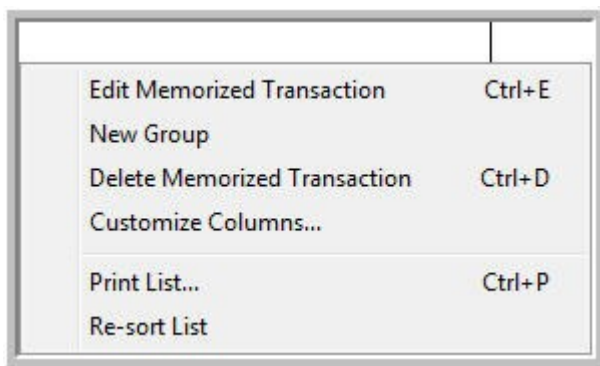 Edit Memorized Transaction Ctrl+E
New Group
Delete Memorized Transaction Ctrl+D
Customize Columns...
Print List... Ctrl+P
Re-sort List